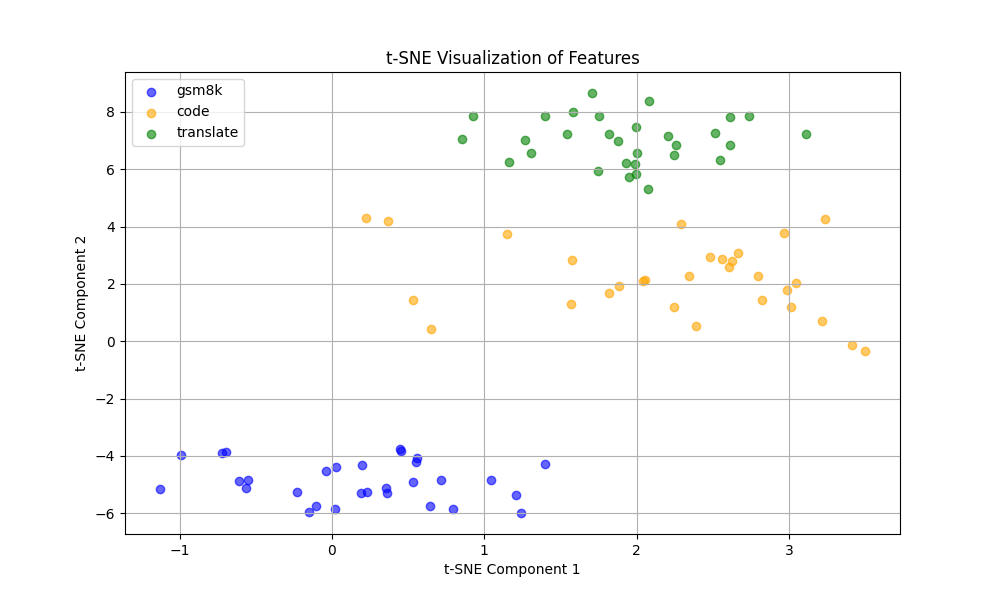 t-SNE Visualization of Features
gsm8k
code
translate
8
6
4
2
0
−2
−4
−6
t-SNE Component 2
−1
0
1
2
3
t-SNE Component 1